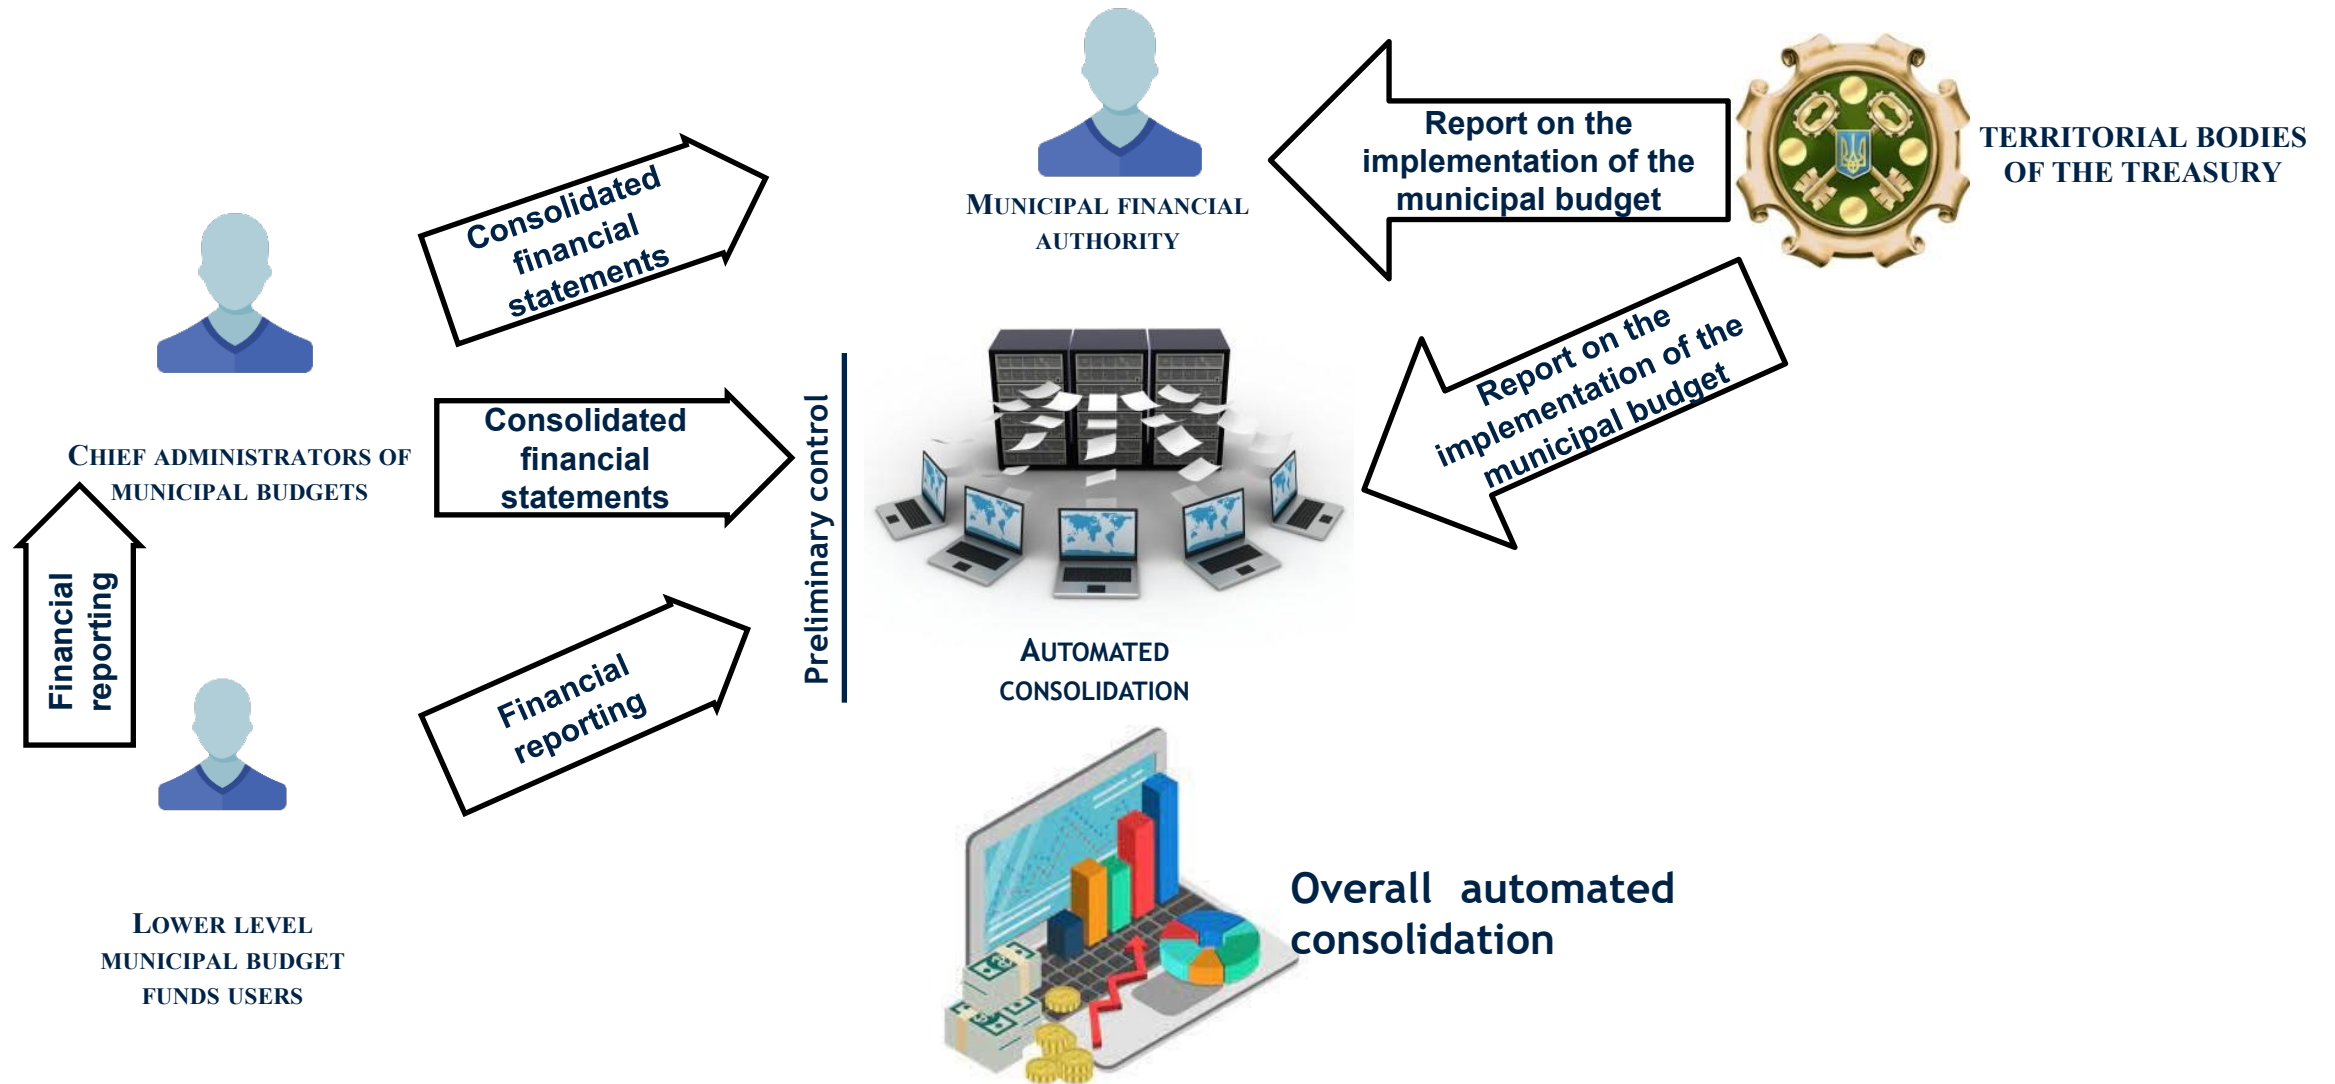 Consolidated
financial
statements
MUNICIPAL FINANCIAL
AUTHORITY
Report on the
implementation of the
municipal budget
TERRITORIAL BODIES
OF THE TREASURY
CHIEF ADMINISTRATORS OF
MUNICIPAL BUDGETS
Consolidated
financial
statements
Preliminary control
Report on the
implementation of the
municipal budget
Financial
reporting
Financial
reporting
AUTOMATED
CONSOLIDATION
LOWER LEVEL
MUNICIPAL BUDGET
FUNDS USERS
Overall automated
consolidation